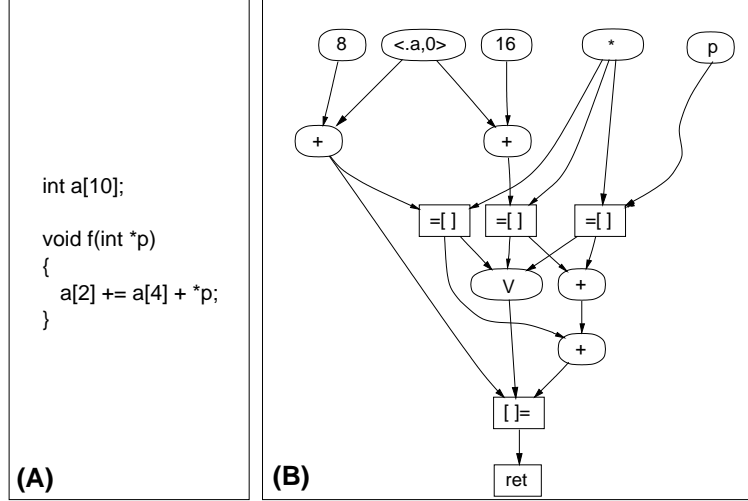 int a[10];
void f(int *p)
{
a[2] += a[4] + *p;
}
(A)
8 <.a,0> 16 * p
+ +
=[ ] =[ ] =[ ]
V +
+
[ ]=
ret
(B)